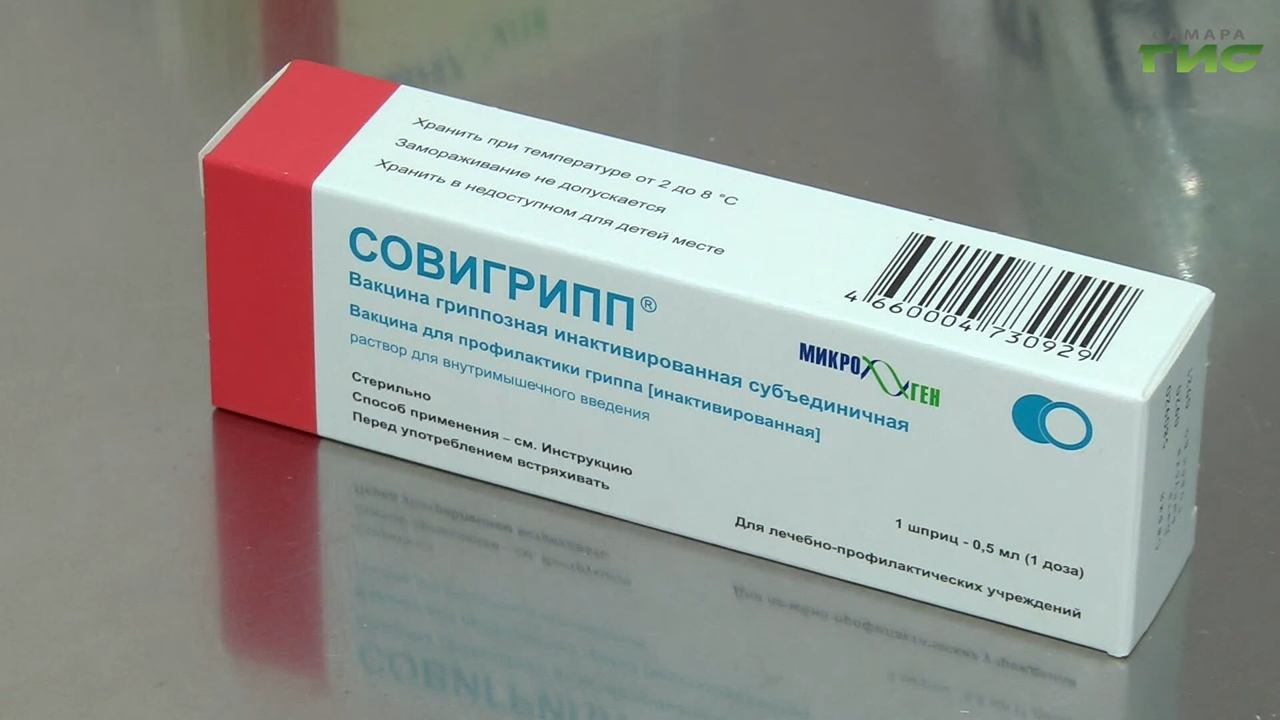 САМАРА
ГИС
Хранить при температуре от 2 до 8 °С
Замораживание не допускается
Хранить в недоступном для детей месте
4 660004 730929
СОВИГРИПП®
Вакцина гриппозная инактивированная субъединичная
Вакцина для профилактики гриппа [инактивированная]
раствор для внутримышечного введения
МИКРОГЕН
Стерильно
Способ применения – см. Инструкцию
Перед употреблением встряхивать
1 шприц - 0,5 мл (1 доза)
Для лечебно-профилактических учреждений